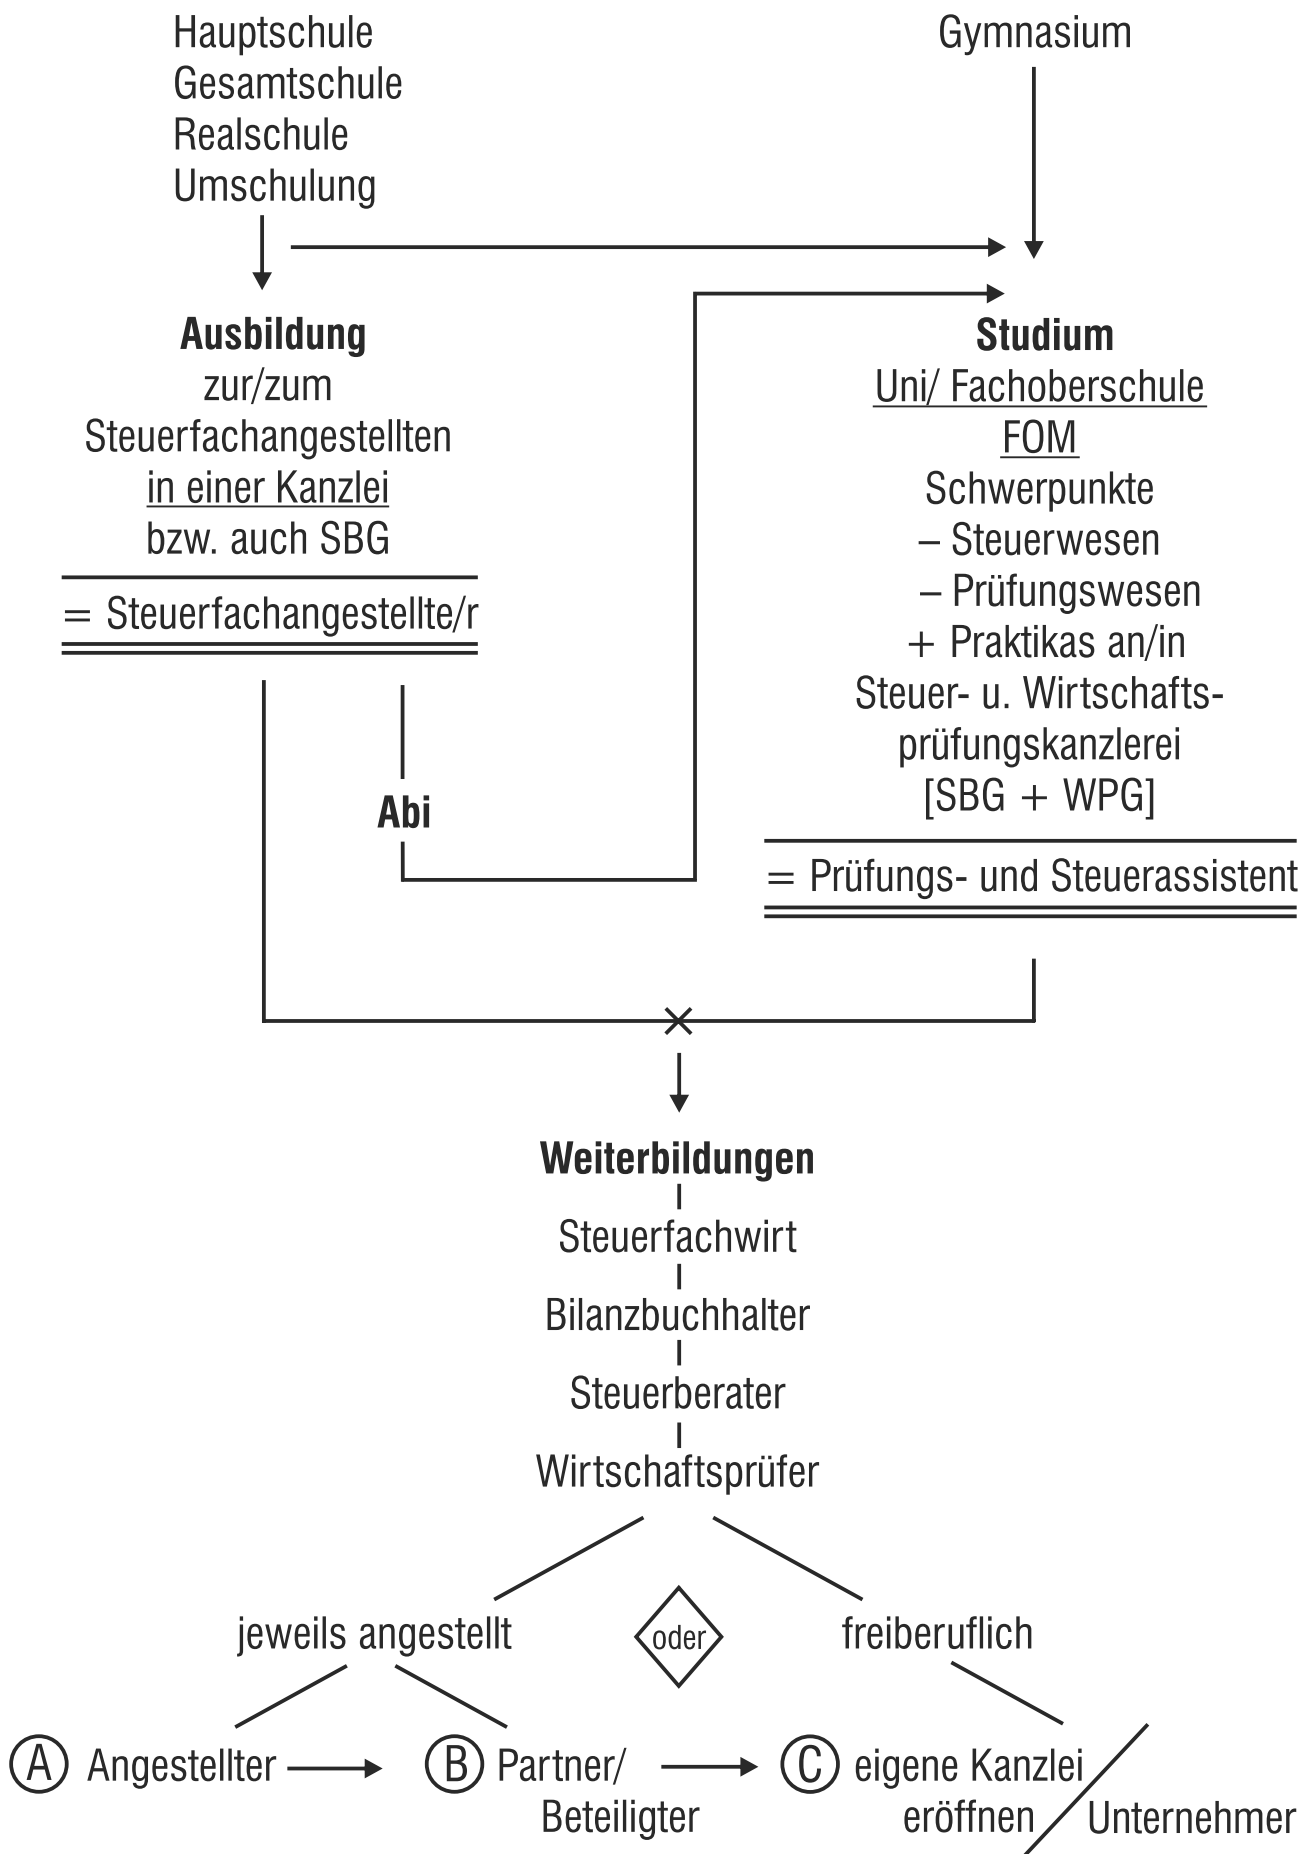 Hauptschule
Gesamtschule
Realschule
Umschulung
Gymnasium
Ausbildung
zur/zum
Steuerfachangestellten
in einer Kanzlei
bzw. auch SBG
= Steuerfachangestellte/r
Abi
Studium
Uni/ Fachoberschule
FOM
Schwerpunkte
– Steuerwesen
– Prüfungswesen
+ Praktikas an/in
Steuer- u. Wirtschafts-
prüfungskanzlerei
[SBG + WPG]
= Prüfungs- und Steuerassistent
Weiterbildungen
Steuerfachwirt
Bilanzbuchhalter
Steuerberater
Wirtschaftsprüfer
jeweils angestellt
oder
freiberuflich
A Angestellter
B Partner/
Beteiligter
C eigene Kanzlei
eröffnen
/ Unternehmer